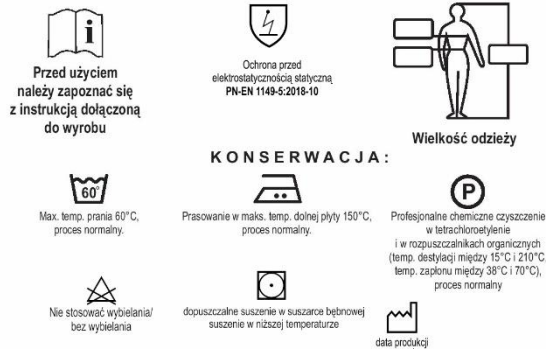 Przed użyciem
należy zapoznać się
z instrukcją dołączoną
do wyrobu
Ochrona przed
elektrostatycznością statyczną
PN-EN 1149-5:2018-10
Wielkość odzieży
KONSERWACJA:
60°
Max. temp. prania 60°C,
proces normalny.
Prasowanie w maks. temp. dolnej płyty 150°C,
proces normalny.
P
Profesjonalne chemiczne czyszczenie
w tetrachloroetylenie
i w rozpuszczalnikach organicznych
(temp. destylacji między 15°C i 210°C,
temp. zapłonu między 38°C i 70°C),
proces normalny
Nie stosować wybielania/
bez wybielania
dopuszczalne suszenie w suszarce bębnowej
suszenie w niższej temperaturze
data produkcji